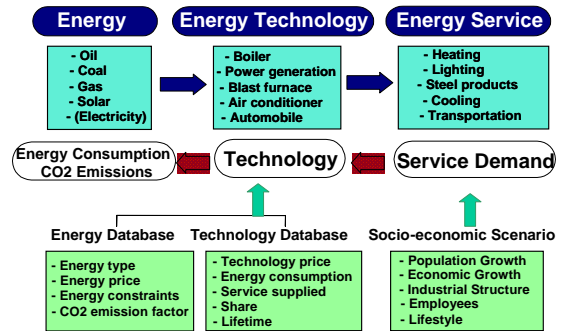 Energy
Energy Technology
Energy Service
- Oil
- Coal
- Gas
- Solar
- (Electricity)
- Boiler
- Power generation
- Blast furnace
- Air conditioner
- Automobile
- Heating
- Lighting
- Steel products
- Cooling
- Transportation
Energy Consumption
CO2 Emissions
Technology
Service Demand
Energy Database
Technology Database
Socio-economic Scenario
- Energy type
- Energy price
- Energy constraints
- CO2 emission factor
- Technology price
- Energy consumption
- Service supplied
- Share
- Lifetime
- Population Growth
- Economic Growth
- Industrial Structure
- Employees
- Lifestyle